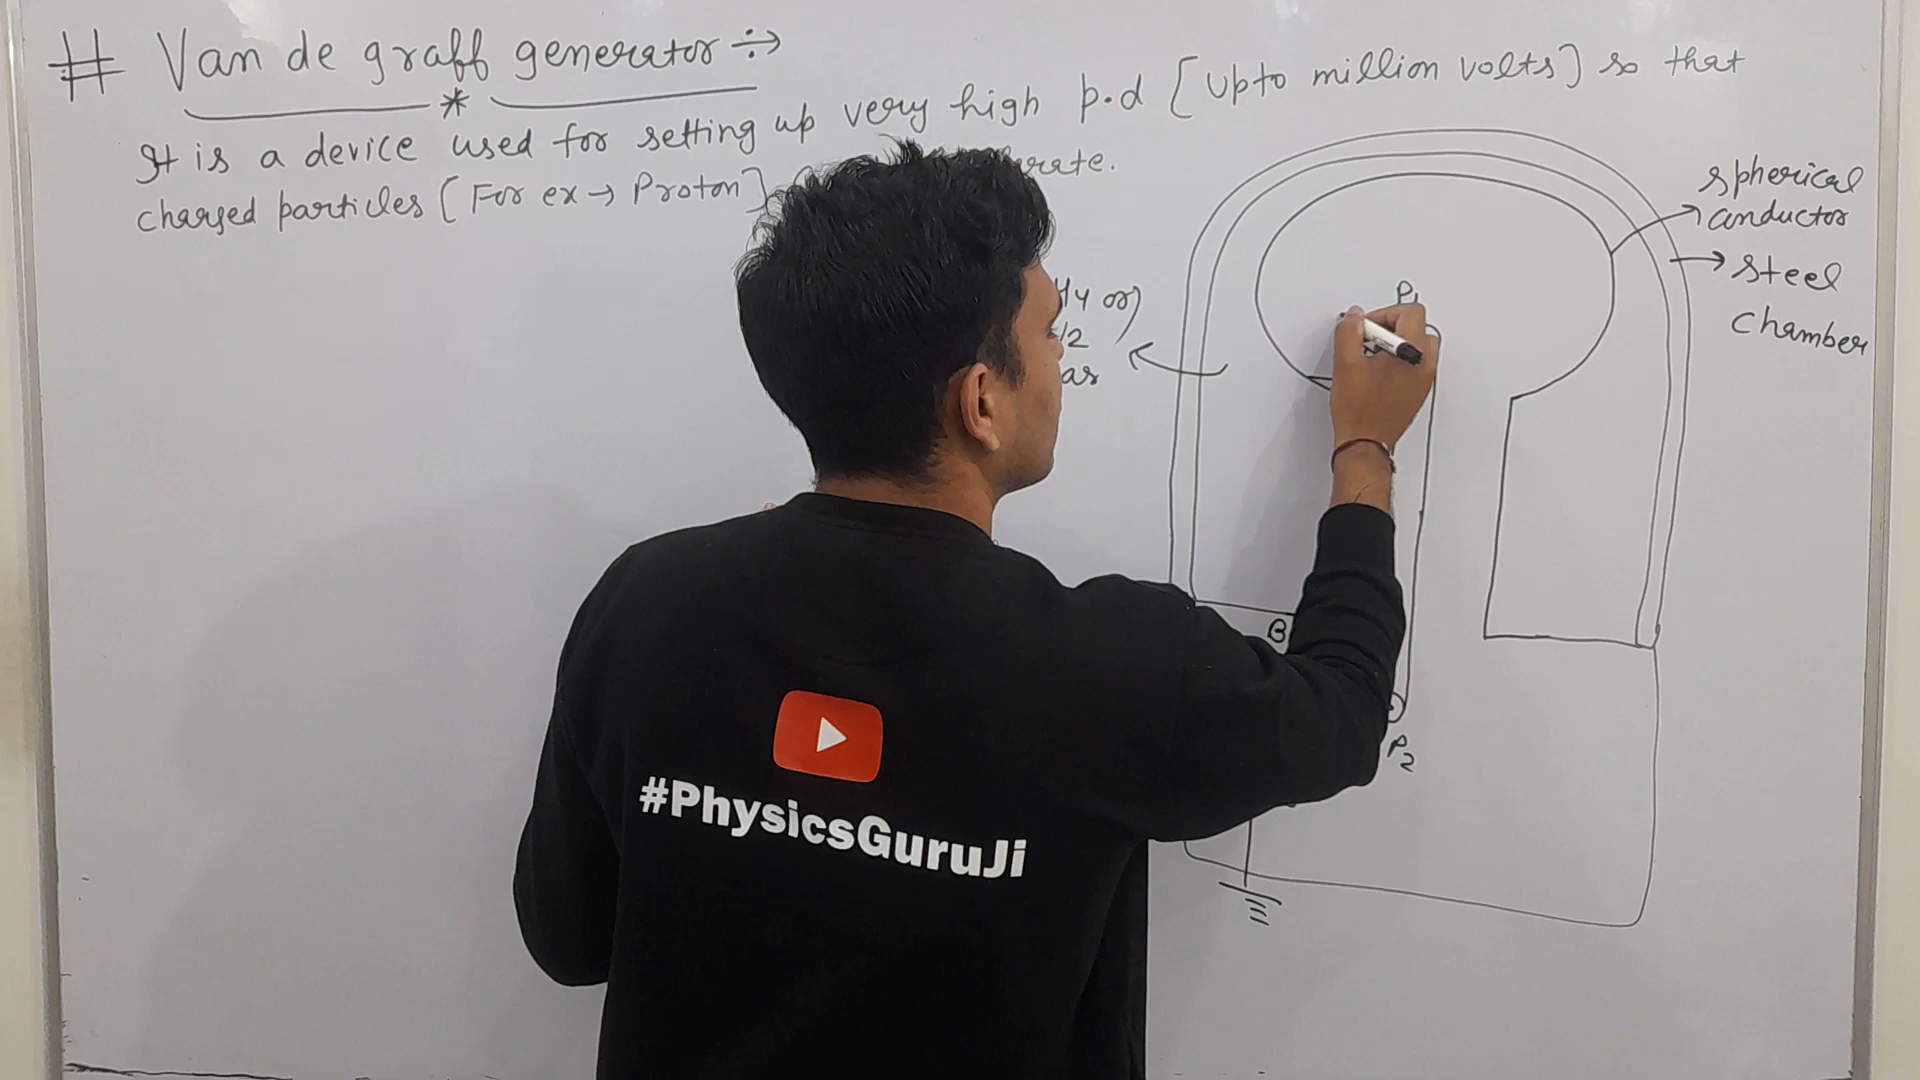 # Van de graff generator ÷→
It is a device used for setting up very high p.d [upto million volts] so that
charged particles [For ex → Proton]
spherical
conductor
steel
chamber
P1
or)
B
P2
#PhysicsGuruJi